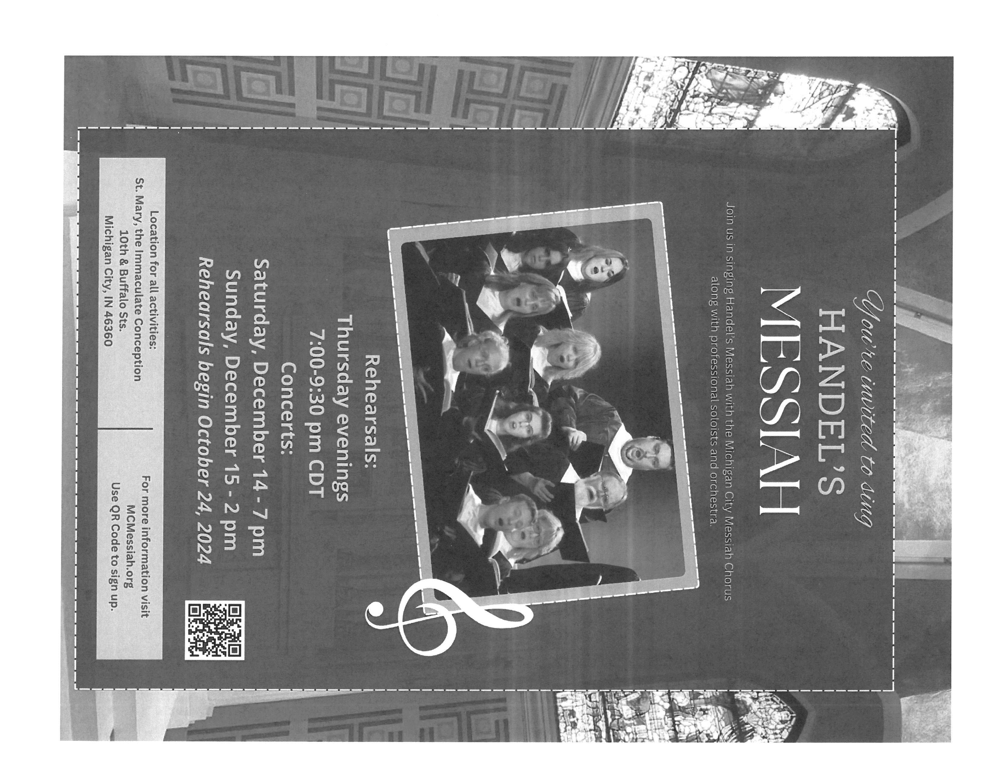 You're invited to sing
HANDEL'S
MESSIAH
Join us in singing Handel's Messiah with the Michigan City Messiah Chorus
along with professional soloists and orchestra.
Rehearsals:
Thursday evenings
7:00-9:30 pm CDT
Concerts:
Saturday, December 14 - 7 pm
Sunday, December 15 - 2 pm
Rehearsals begin October 24, 2024
Location for all activities:
St. Mary, the Immaculate Conception
10th & Buffalo Sts.
Michigan City, IN 46360
For more information visit
MCMessiah.org
Use QR Code to sign up.